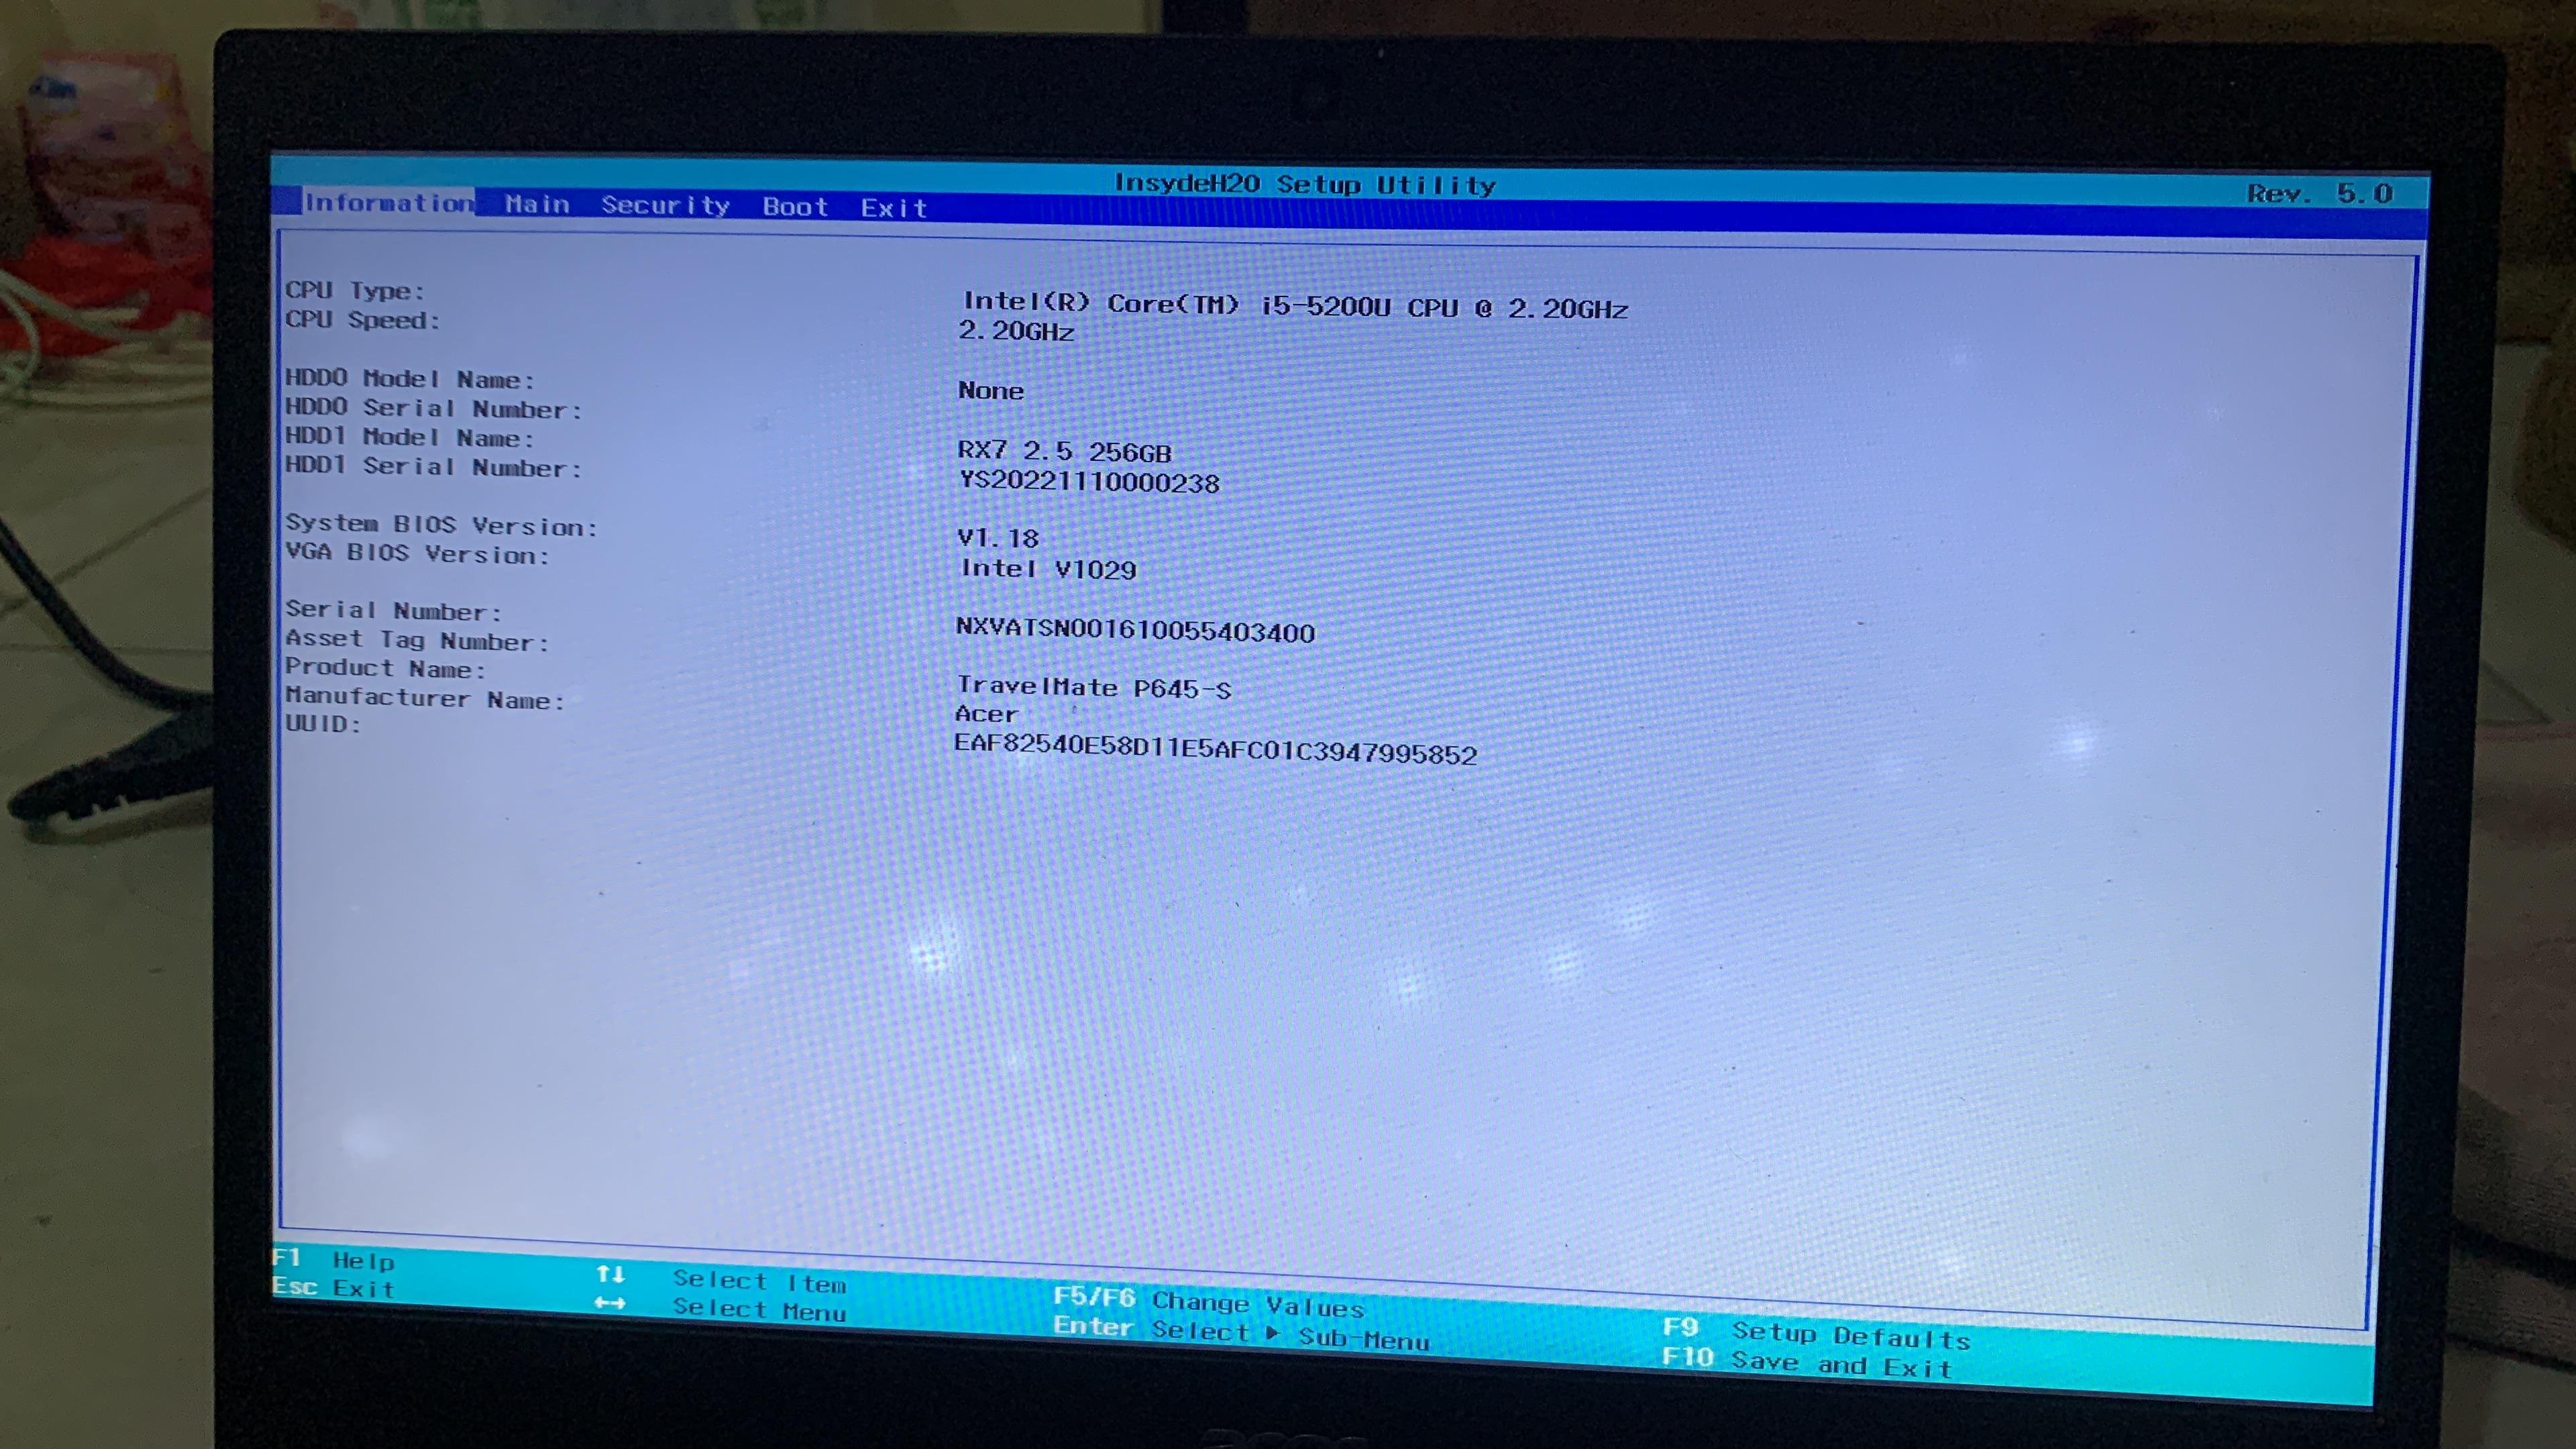 InsydeH20 Setup Utility
Rev. 5.0
Information Main Security Boot Exit
CPU Type: Intel(R) Core(TM) i5-5200U CPU @ 2.20GHz
CPU Speed: 2.20GHz
HDD0 Model Name: None
HDD0 Serial Number:
HDD1 Model Name: RX7 2.5 256GB
HDD1 Serial Number: YS20221110000238
System BIOS Version: V1.18
VGA BIOS Version: Intel V1029
Serial Number: NXVATSN001610055403400
Asset Tag Number:
Product Name: TravelMate P645-S
Manufacturer Name: Acer
UUID: EAF82540E58D11E5AFC01C3947995852
F1 Help ↑↓ Select Item F5/F6 Change Values F9 Setup Defaults
Esc Exit ↔ Select Menu Enter Select ▶ Sub-Menu F10 Save and Exit